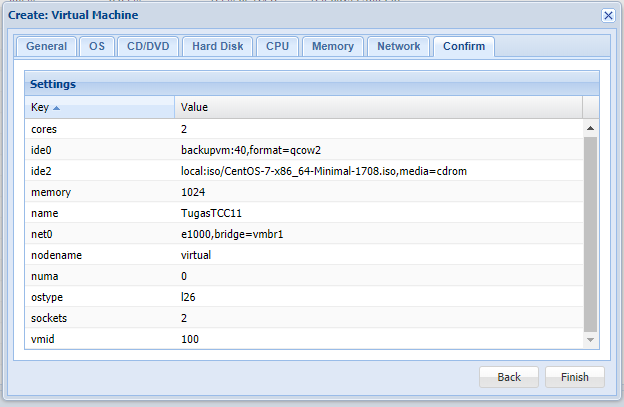 Create: Virtual Machine
General OS CD/DVD Hard Disk CPU Memory Network Confirm
Settings
Key Value
cores 2
ide0 backupvm:40,format=qcow2
ide2 local:iso/CentOS-7-x86_64-Minimal-1708.iso,media=cdrom
memory 1024
name TugasTCC11
net0 e1000,bridge=vmbr1
nodename virtual
numa 0
ostype l26
sockets 2
vmid 100
Back Finish